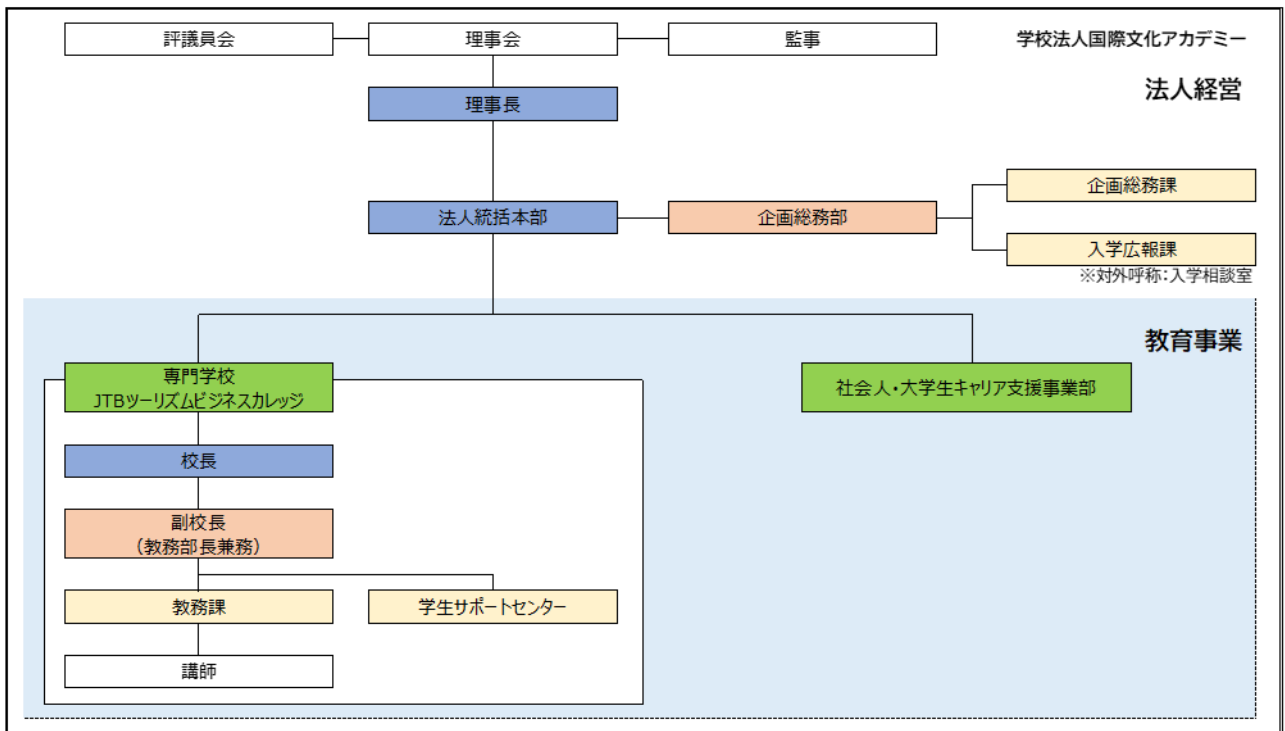 評議員会
理事会
監事
学校法人国際文化アカデミー
法人経営
理事長
企画総務課
法人統括本部
企画総務部
入学広報課
※対外呼称：入学相談室
教育事業
専門学校
JTBツーリズムビジネスカレッジ
社会人・大学生キャリア支援事業部
校長
副校長
（教務部長兼務）
教務課
学生サポートセンター
講師